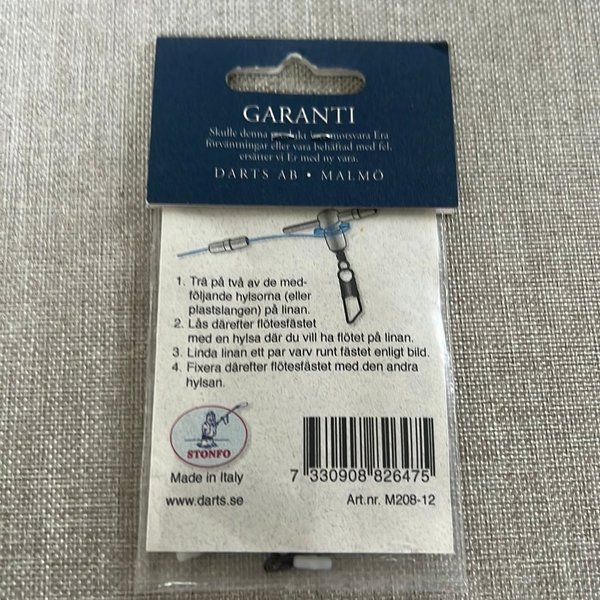 GARANTI
Skulle denna produkt inte motsvara Era
förväntningar eller vara behäftad med fel,
ersätter vi Er med ny vara.
DARTS AB • MALMÖ
1. Trä på två av de med-
följande hylsorna (eller
plastslangen) på linan.
2. Lås därefter flötesfästet
med en hylsa där du vill ha flötet på linan.
3. Linda linan ett par varv runt fästet enligt bild.
4. Fixera därefter flötesfästet med den andra
hylsan.
STONFO
Made in Italy
www.darts.se
7 330908 826475
Art.nr. M208-12